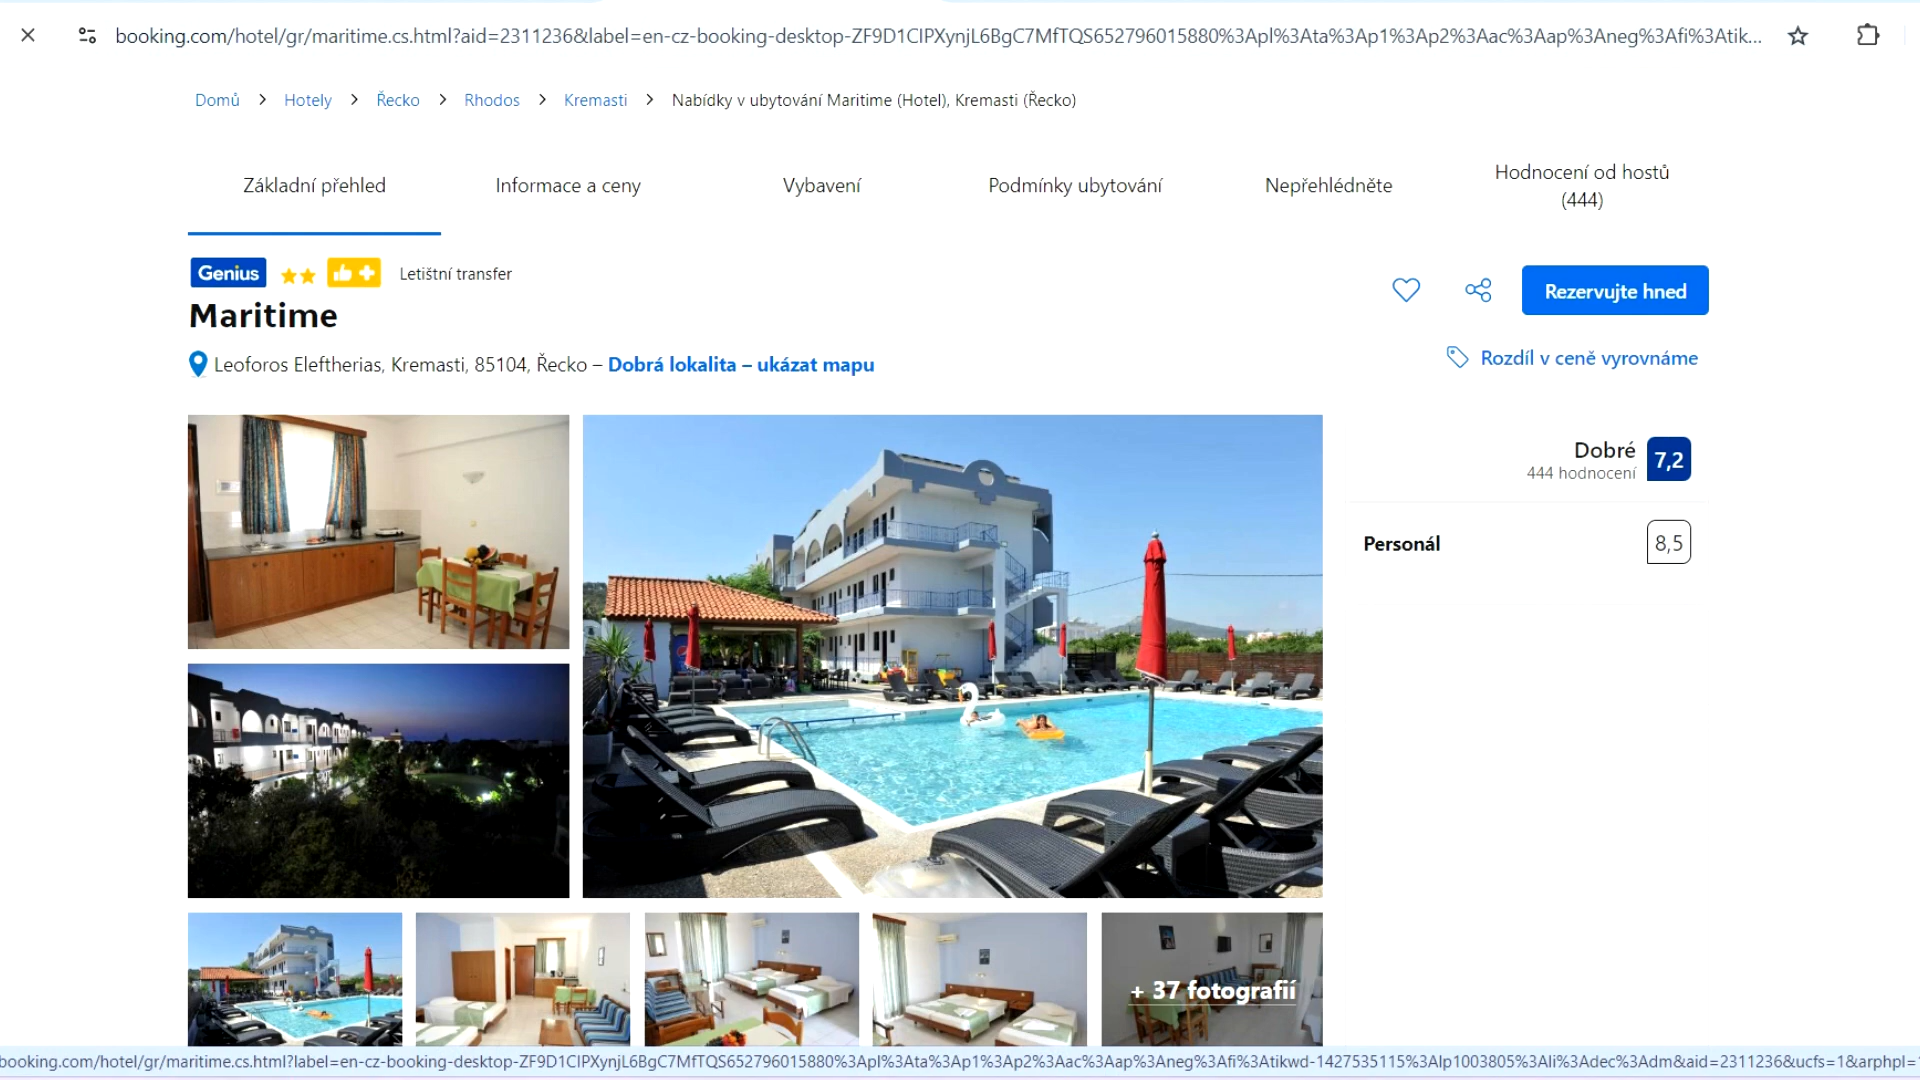 booking.com/hotel/gr/maritime.cs.html?aid=2311236&label=en-cz-booking-desktop-ZF9D1CIPXynjL6BgC7MfTQS652796015880%3Apl%3Ata%3Ap1%3Ap2%3Aac%3Aap%3Aneg%3Afi%3Atik...
Domů > Hotely > Řecko > Rhodos > Kremasti > Nabídky v ubytování Maritime (Hotel), Kremasti (Řecko)
Základní přehled
Informace a ceny
Vybavení
Podmínky ubytování
Nepřehlédněte
Hodnocení od hostů
(444)
Genius
Letištní transfer
Rezervujte hned
Maritime
Leoforos Eleftherias, Kremasti, 85104, Řecko – Dobrá lokalita – ukázat mapu
Rozdíl v ceně vyrovnáme
Dobré
444 hodnocení
7,2
Personál
8,5
+ 37 fotografií
booking.com/hotel/gr/maritime.cs.html?label=en-cz-booking-desktop-ZF9D1CIPXynjL6BgC7MfTQS652796015880%3Apl%3Ata%3Ap1%3Ap2%3Aac%3Aap%3Aneg%3Afi%3Atikwd-1427535115%3Alp1003805%3Ali%3Adec%3Adm&aid=2311236&ucfs=1&arphpl=